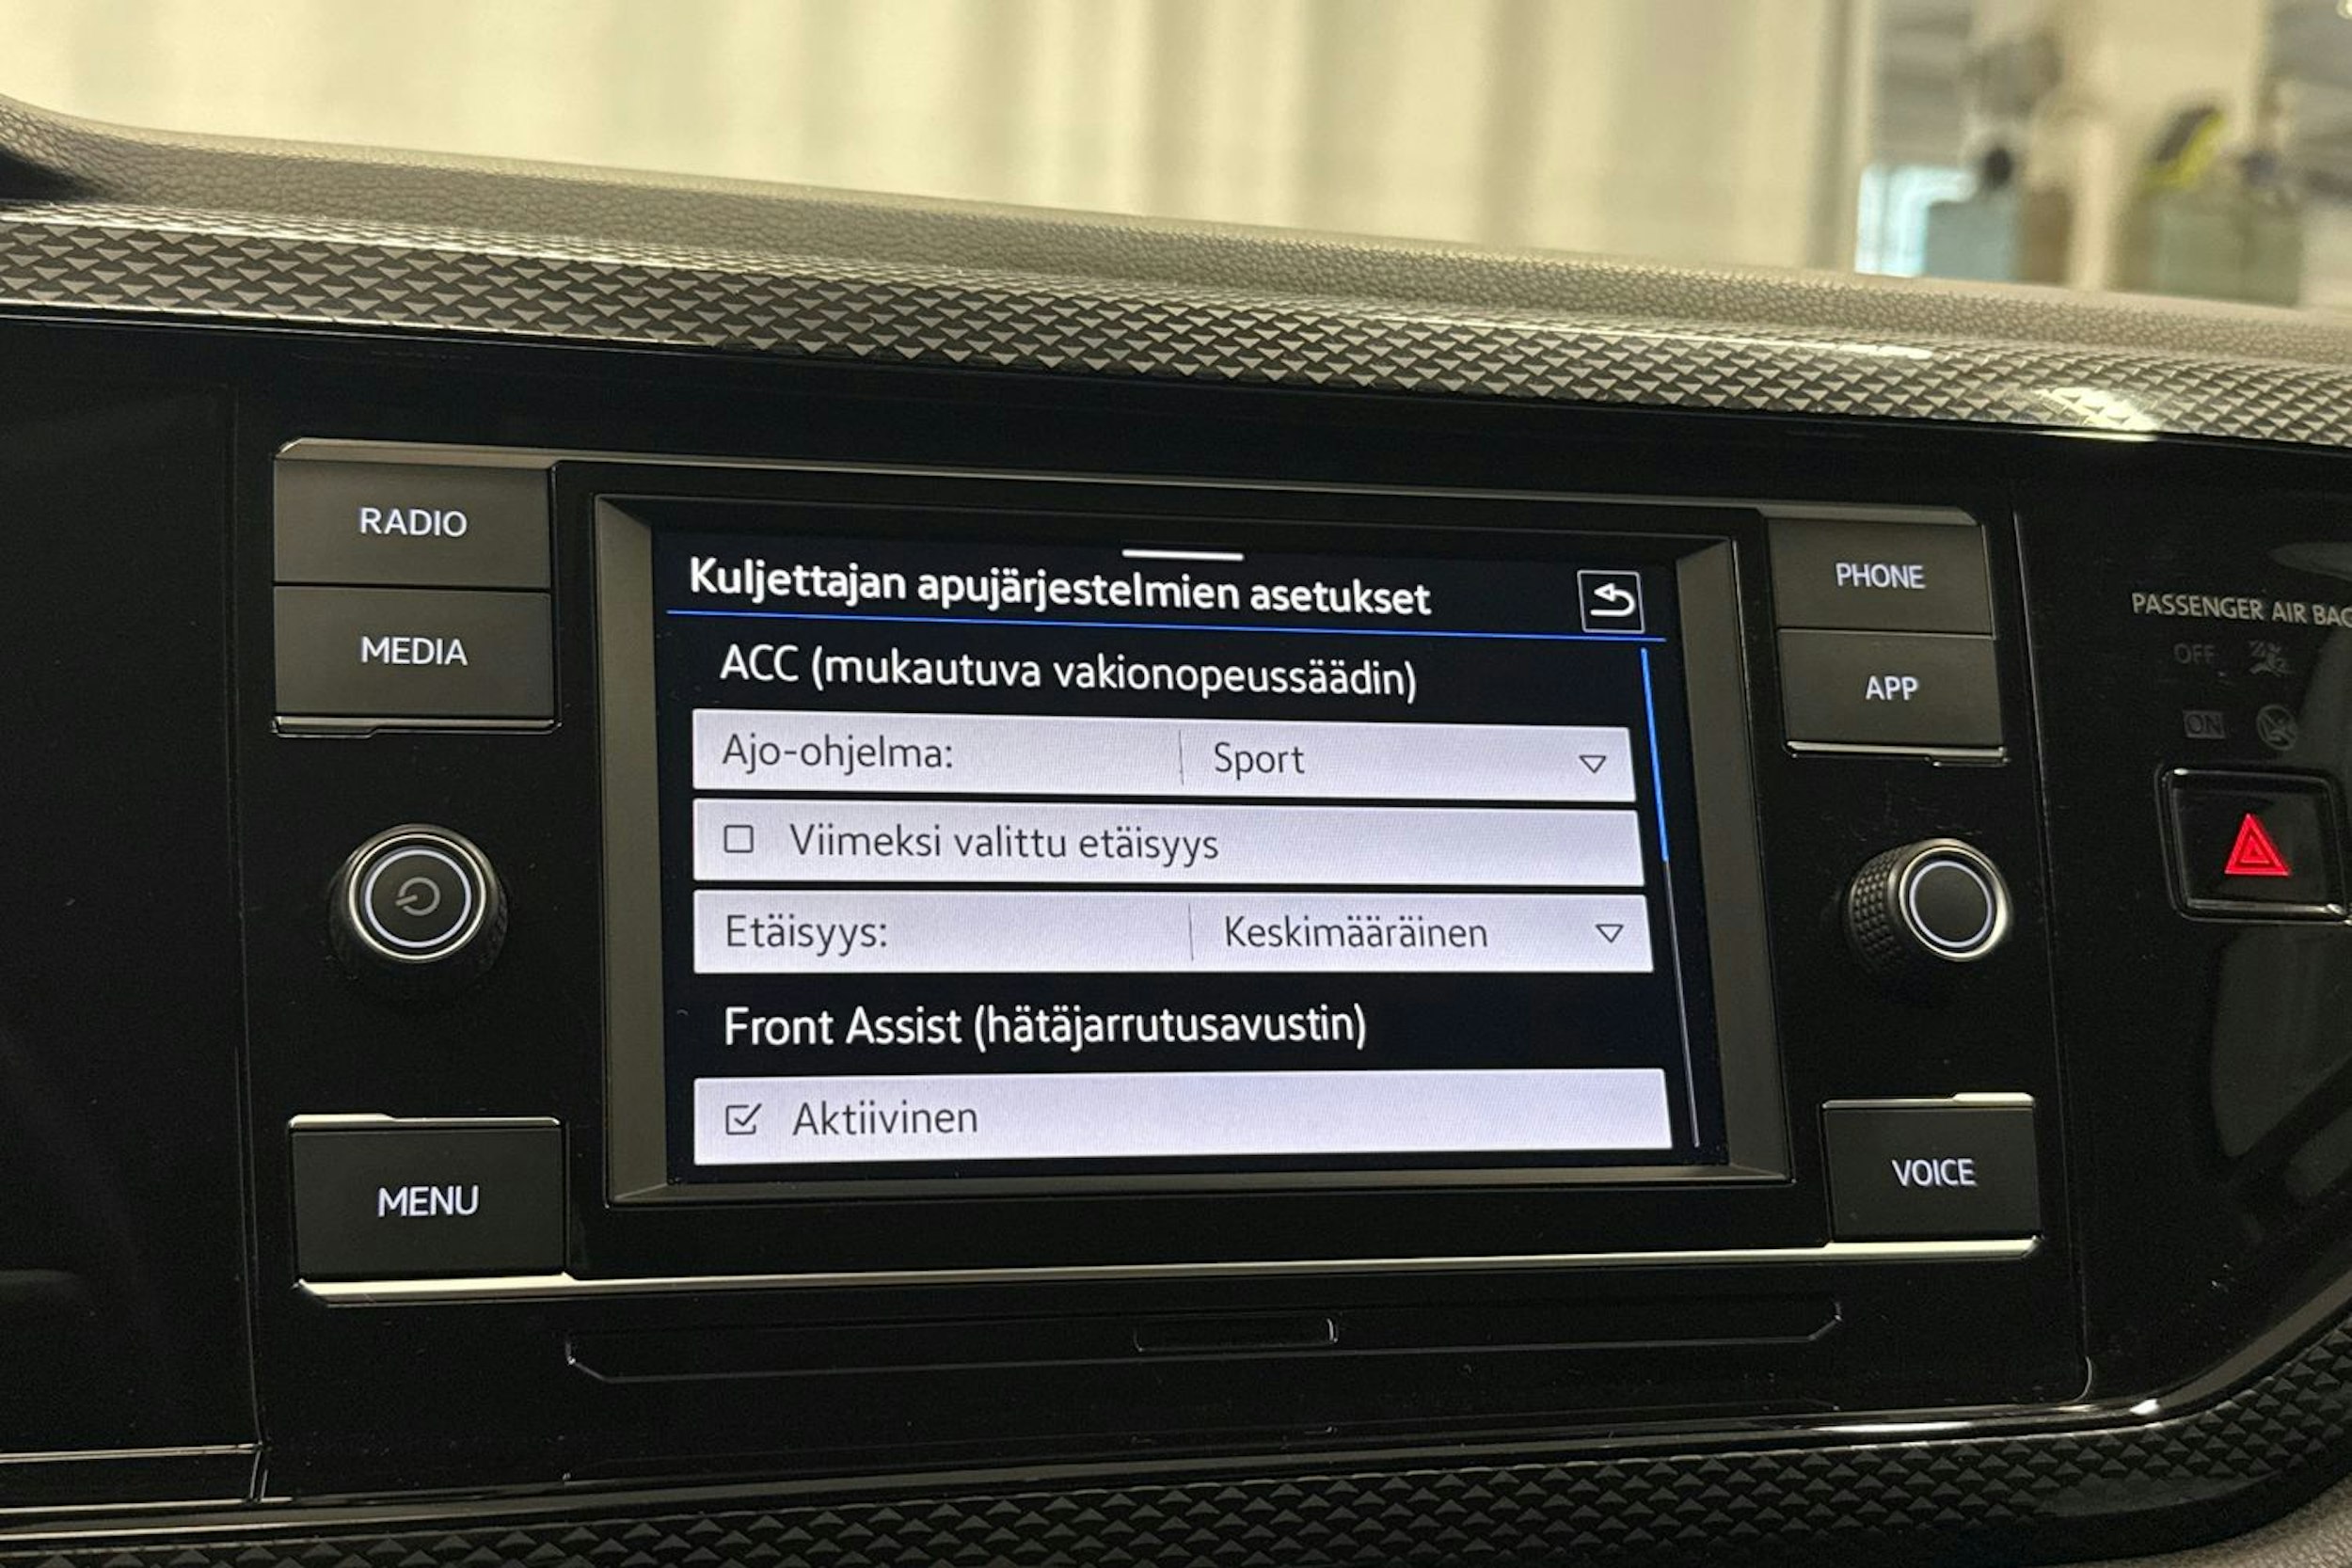 RADIO
MEDIA
MENU
Kuljettajan apujärjestelmien asetukset
ACC (mukautuva vakionopeussäädin)
Ajo-ohjelma: Sport
Viimeksi valittu etäisyys
Etäisyys: Keskimääräinen
Front Assist (hätäjarrutusavustin)
Aktiivinen
PHONE
APP
VOICE
PASSENGER AIR BAG
OFF
ON